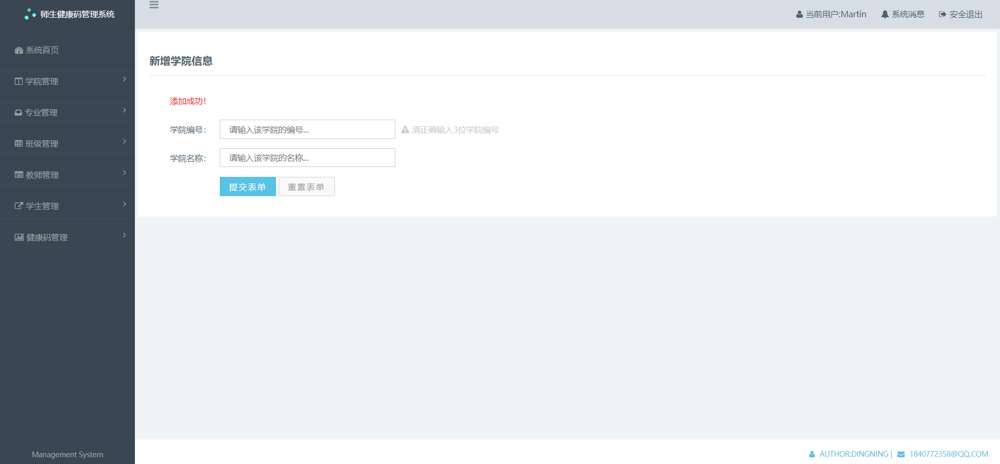 师生健康码管理系统
当前用户:Martin
系统消息
安全退出
系统首页
学院管理
专业管理
班级管理
教师管理
学生管理
健康码管理
Management System
新增学院信息
添加成功!
学院编号:
请输入该学院的编号...
清正确输入3位学院编号
学院名称:
请输入该学院的名称...
提交表单
重置表单
AUTHOR:DINGNING | 1840772358@QQ.COM